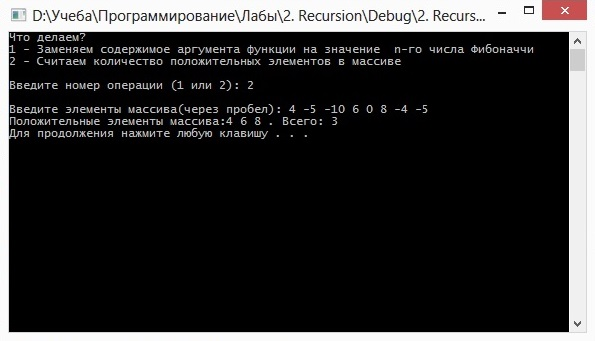 D:\Учеба\Программирование\Лабы\2. Recursion\Debug\2. Recurs...
Что делаем?
1 - Заменяем содержимое аргумента функции на значение  n-го числа Фибоначчи
2 - Считаем количество положительных элементов в массиве
Введите номер операции (1 или 2): 2
Введите элементы массива(через пробел): 4 -5 -10 6 0 8 -4 -5
Положительные элементы массива:4 6 8 . Всего: 3
Для продолжения нажмите любую клавишу . . .